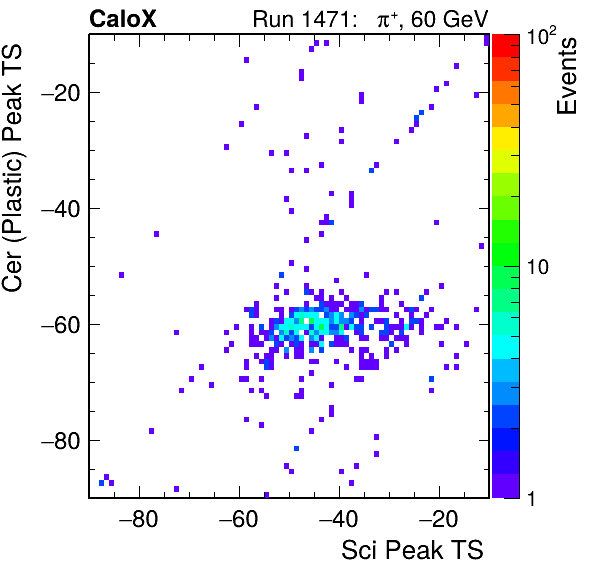 CaloX Run 1471: π⁺, 60 GeV
Cer (Plastic) Peak TS
−20
−40
−60
−80
−80 −60 −40 −20
Sci Peak TS
10²
10
1
Events